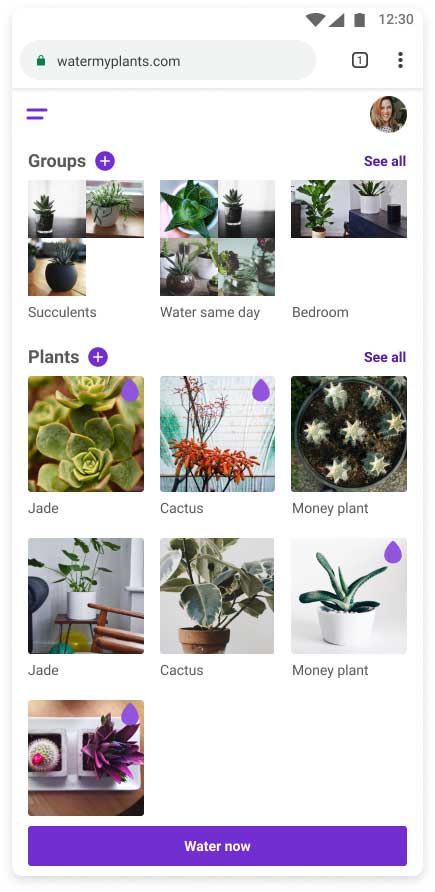 12:30
watermyplants.com
1
Groups
See all
Succulents
Water same day
Bedroom
Plants
See all
Jade
Cactus
Money plant
Jade
Cactus
Money plant
Water now